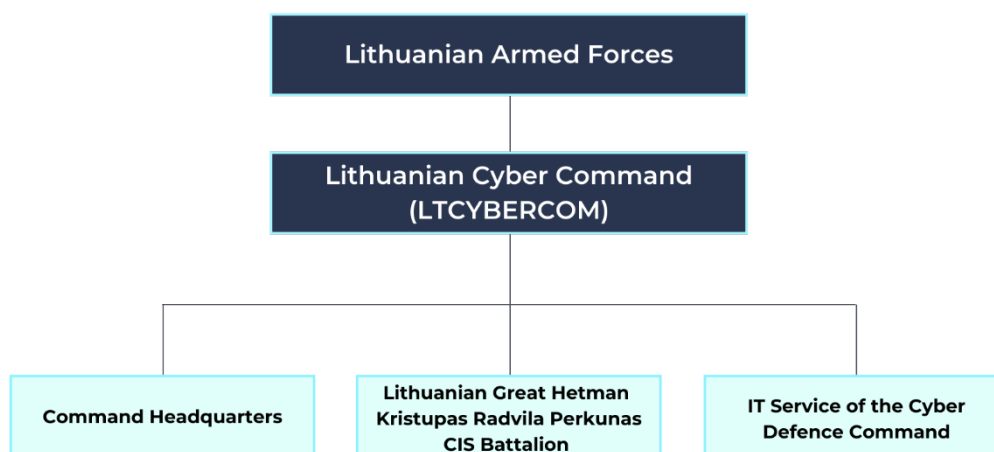 Lithuanian Armed Forces
Lithuanian Cyber Command
(LTCYBERCOM)
Command Headquarters
Lithuanian Great Hetman
Kristupas Radvila Perkunas
CIS Battalion
IT Service of the Cyber
Defence Command